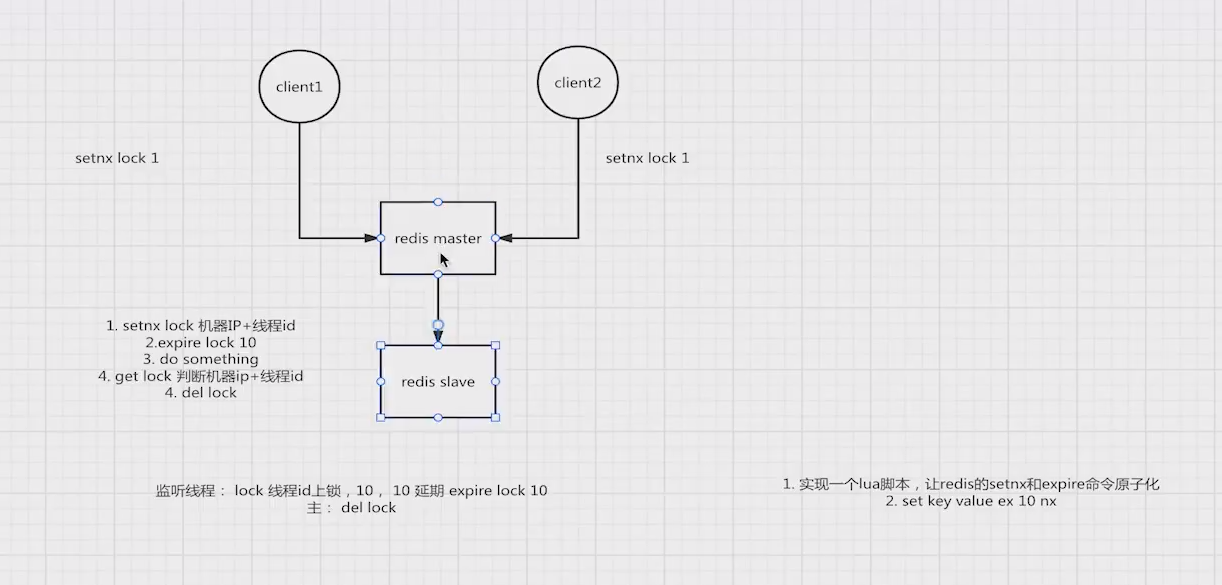 client1
client2
setnx lock 1
setnx lock 1
redis master
1. setnx lock 机器IP+线程id
2.expire lock 10
3. do something
4. get lock 判断机器ip+线程id
4. del lock
redis slave
监听线程： lock 线程id上锁，10 ， 10 延期 expire lock 10
主： del lock
1. 实现一个lua脚本，让redis的setnx和expire命令原子化
2. set key value ex 10 nx